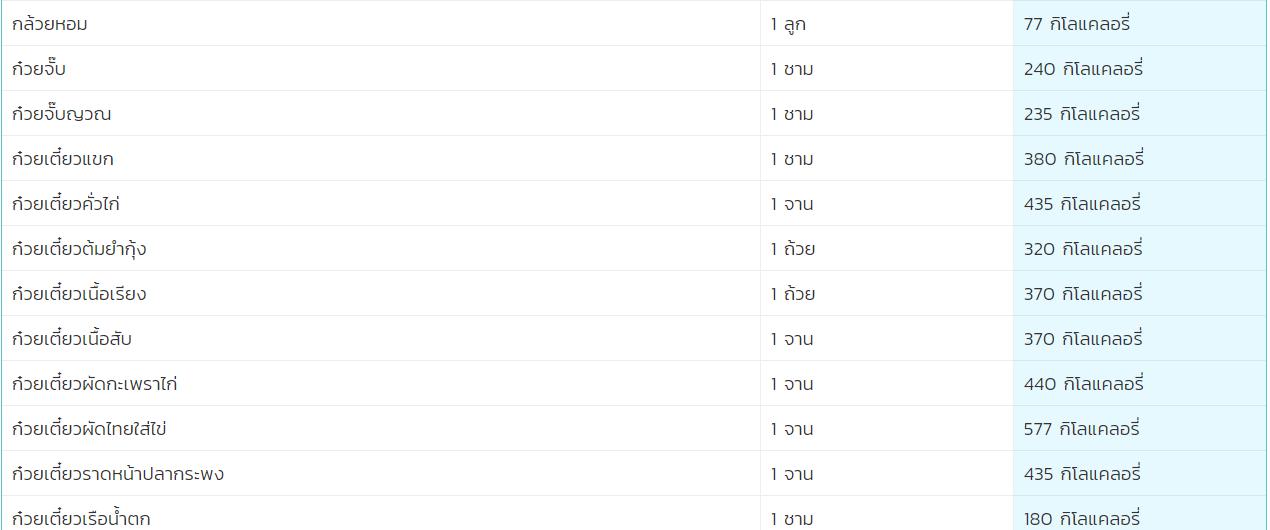 กล้วยหอม 1 ลูก 77 กิโลแคลอรี่
ก๋วยจั๊บ 1 ชาม 240 กิโลแคลอรี่
ก๋วยจั๊บญวณ 1 ชาม 235 กิโลแคลอรี่
ก๋วยเตี๋ยวแขก 1 ชาม 380 กิโลแคลอรี่
ก๋วยเตี๋ยวคั่วไก่ 1 จาน 435 กิโลแคลอรี่
ก๋วยเตี๋ยวต้มยำกุ้ง 1 ถ้วย 320 กิโลแคลอรี่
ก๋วยเตี๋ยวเนื้อเรียง 1 ถ้วย 370 กิโลแคลอรี่
ก๋วยเตี๋ยวเนื้อสับ 1 จาน 370 กิโลแคลอรี่
ก๋วยเตี๋ยวผัดกะเพราไก่ 1 จาน 440 กิโลแคลอรี่
ก๋วยเตี๋ยวผัดไทยใส่ไข่ 1 จาน 577 กิโลแคลอรี่
ก๋วยเตี๋ยวราดหน้าปลากระพง 1 จาน 435 กิโลแคลอรี่
ก๋วยเตี๋ยวเรือน้ำตก 1 ชาม 180 กิโลแคลอรี่